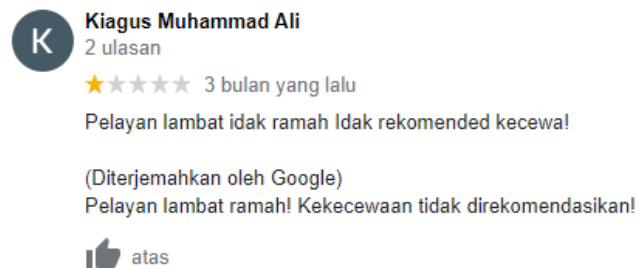 K
Kiagus Muhammad Ali
2 ulasan
3 bulan yang lalu
Pelayan lambat idak ramah Idak rekomended kecewa!
(Diterjemahkan oleh Google)
Pelayan lambat ramah! Kekecewaan tidak direkomendasikan!
atas